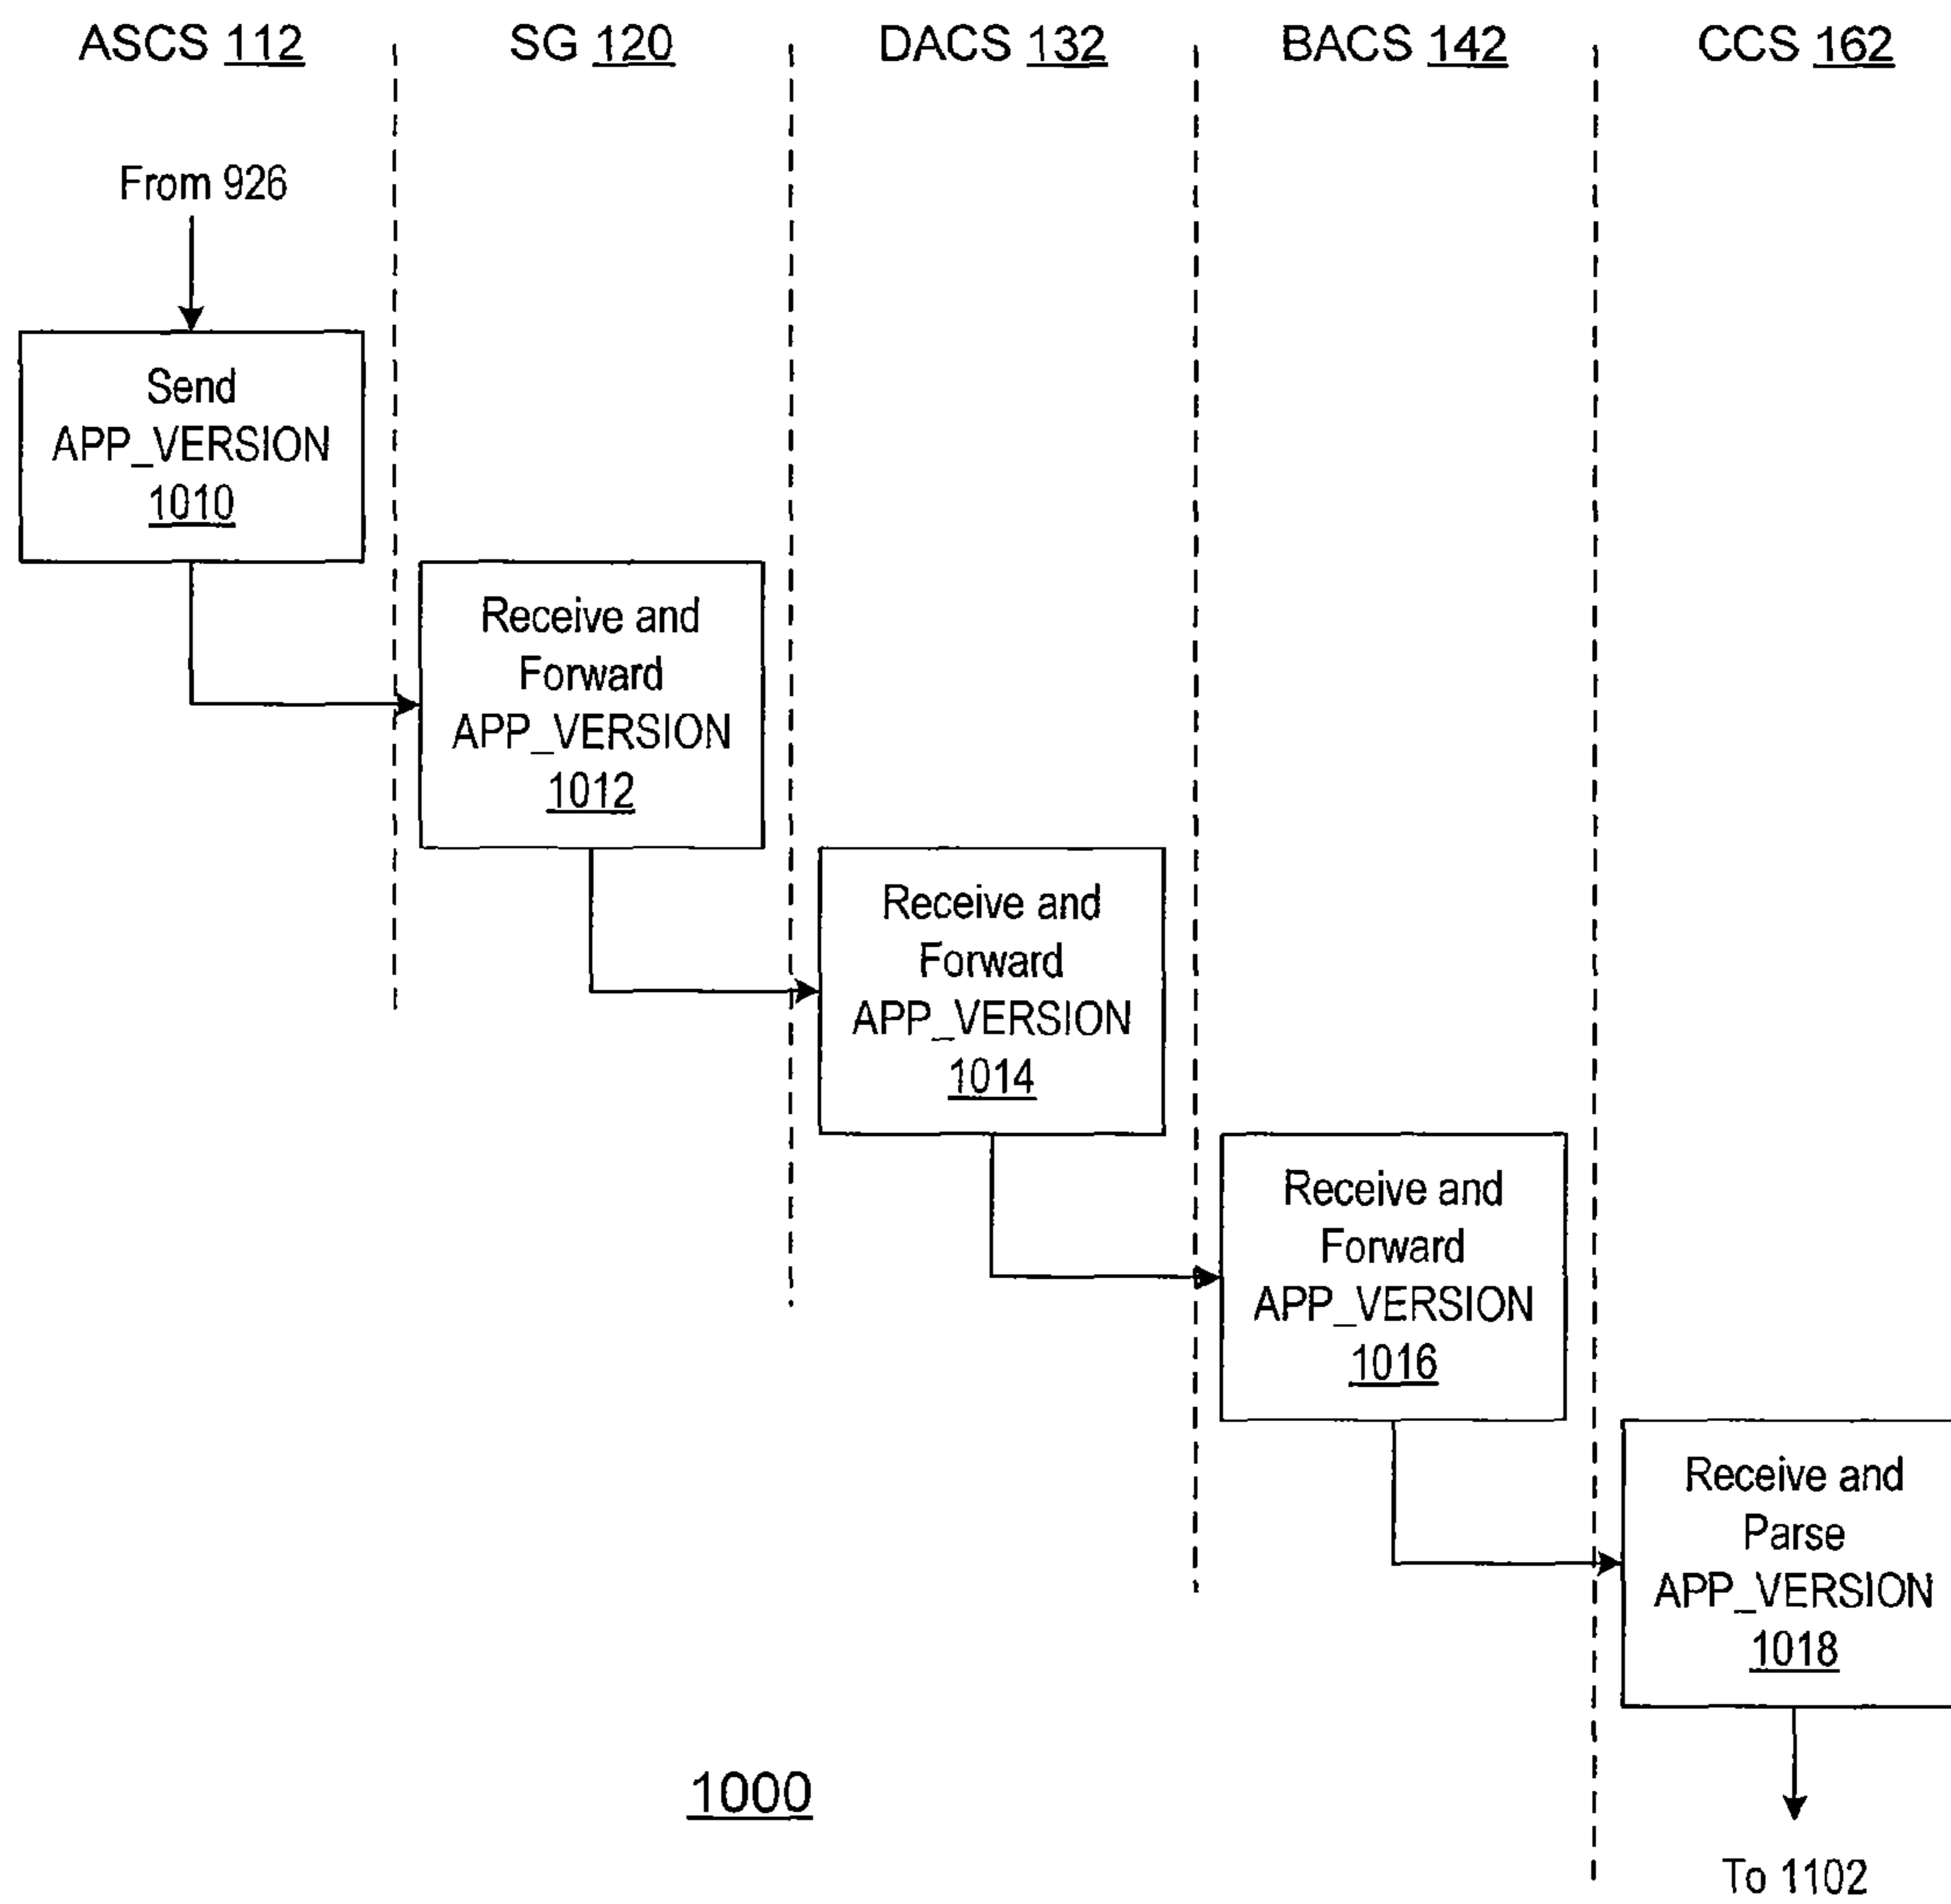 ASCS 112 SG 120 DACS 132 BACS 142 CCS 162
From 926
Send
APP_VERSION
1010
Receive and
Forward
APP_VERSION
1012
Receive and
Forward
APP_VERSION
1014
Receive and
Forward
APP_VERSION
1016
Receive and
Parse
APP_VERSION
1018
1000
To 1102